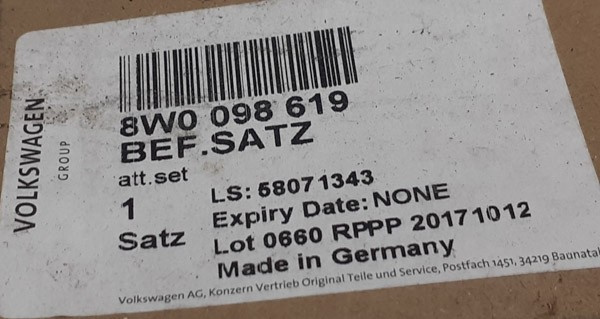 VOLKSWAGEN
GROUP
8W0 098 619
BEF.SATZ
att.set
1
Satz
LS: 58071343
Expiry Date: NONE
Lot 0660 RPPP 20171012
Made in Germany
Volkswagen AG, Konzern Vertrieb Original Teile und Service, Postfach 1451, 34219 Baunatal